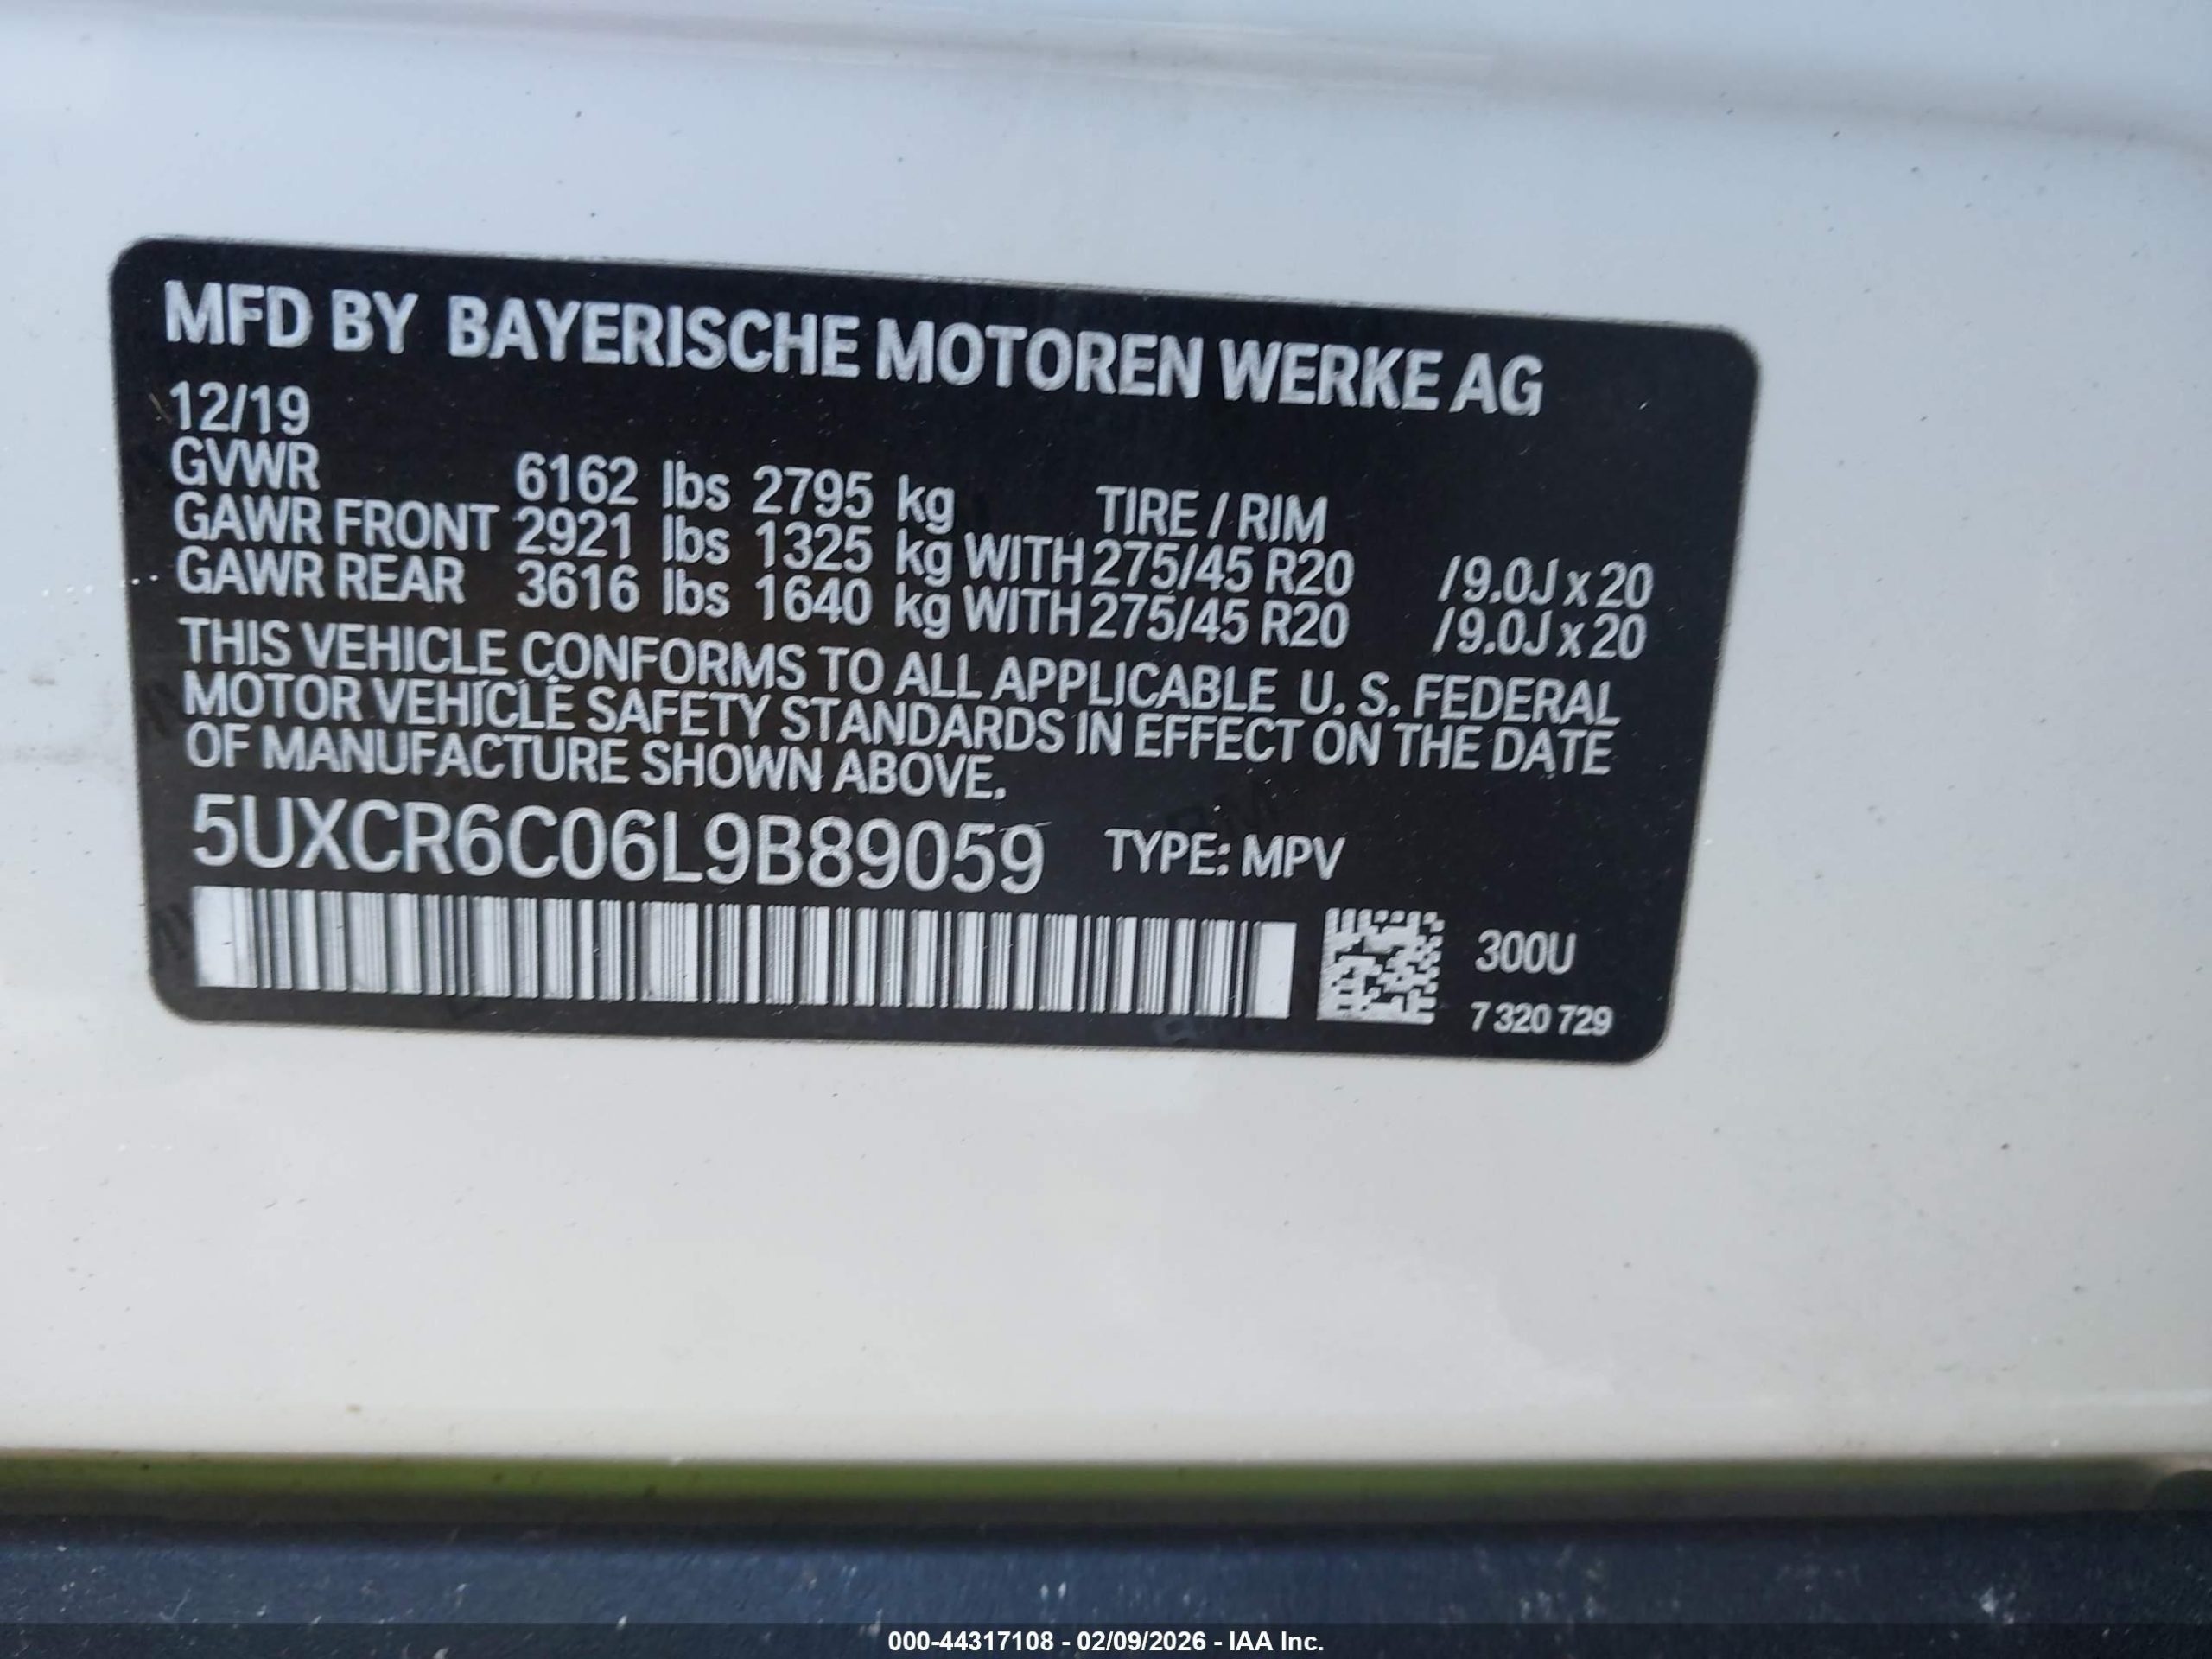 MFD BY BAYERISCHE MOTOREN WERKE AG
12/19
GVWR 6162 lbs 2795 kg TIRE / RIM
GAWR FRONT 2921 lbs 1325 kg WITH 275/45 R20 /9.0J x 20
GAWR REAR 3616 lbs 1640 kg WITH 275/45 R20 /9.0J x 20
THIS VEHICLE CONFORMS TO ALL APPLICABLE U. S. FEDERAL
MOTOR VEHICLE SAFETY STANDARDS IN EFFECT ON THE DATE
OF MANUFACTURE SHOWN ABOVE.
5UXCR6C06L9B89059 TYPE: MPV
300U
7 320 729
000-44317108 - 02/09/2026 - IAA Inc.